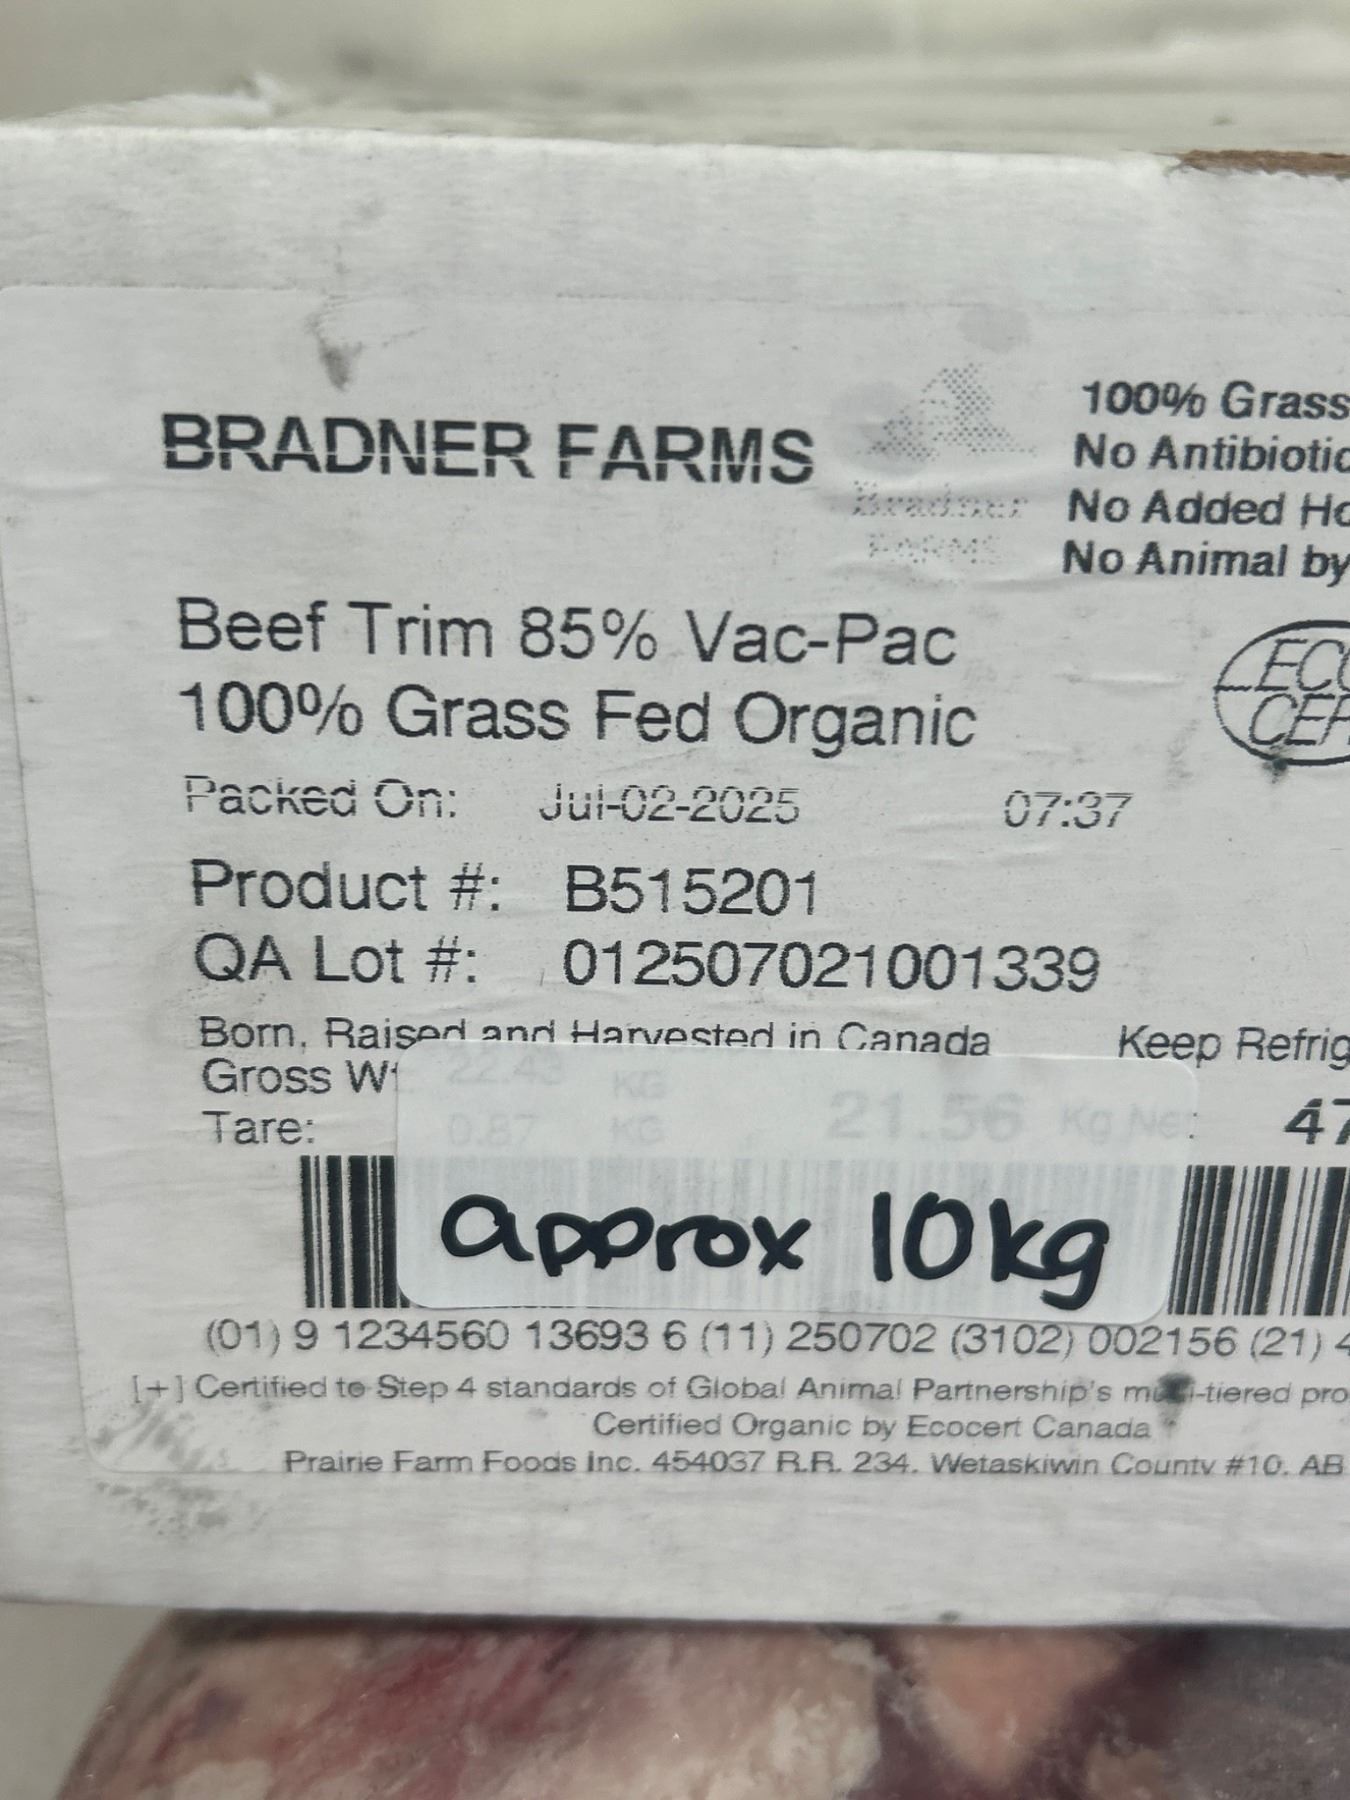 BRADNER FARMS
Bradner
FARMS
100% Grass
No Antibiotic
No Added Ho
No Animal by
Beef Trim 85% Vac-Pac
100% Grass Fed Organic
ECO
CER
Packed On: Jul-02-2025 07:37
Product #: B515201
QA Lot #: 012507021001339
Born, Raised and Harvested in Canada Keep Refrig
Gross W 22.43 KG
Tare: 0.87 KG 21.56 Kg Net: 47
approx 10kg
(01) 9 1234560 13693 6 (11) 250702 (3102) 002156 (21) 4
[+] Certified to Step 4 standards of Global Animal Partnership's multi-tiered pro
Certified Organic by Ecocert Canada
Prairie Farm Foods Inc. 454037 R.R. 234. Wetaskiwin County #10. AB